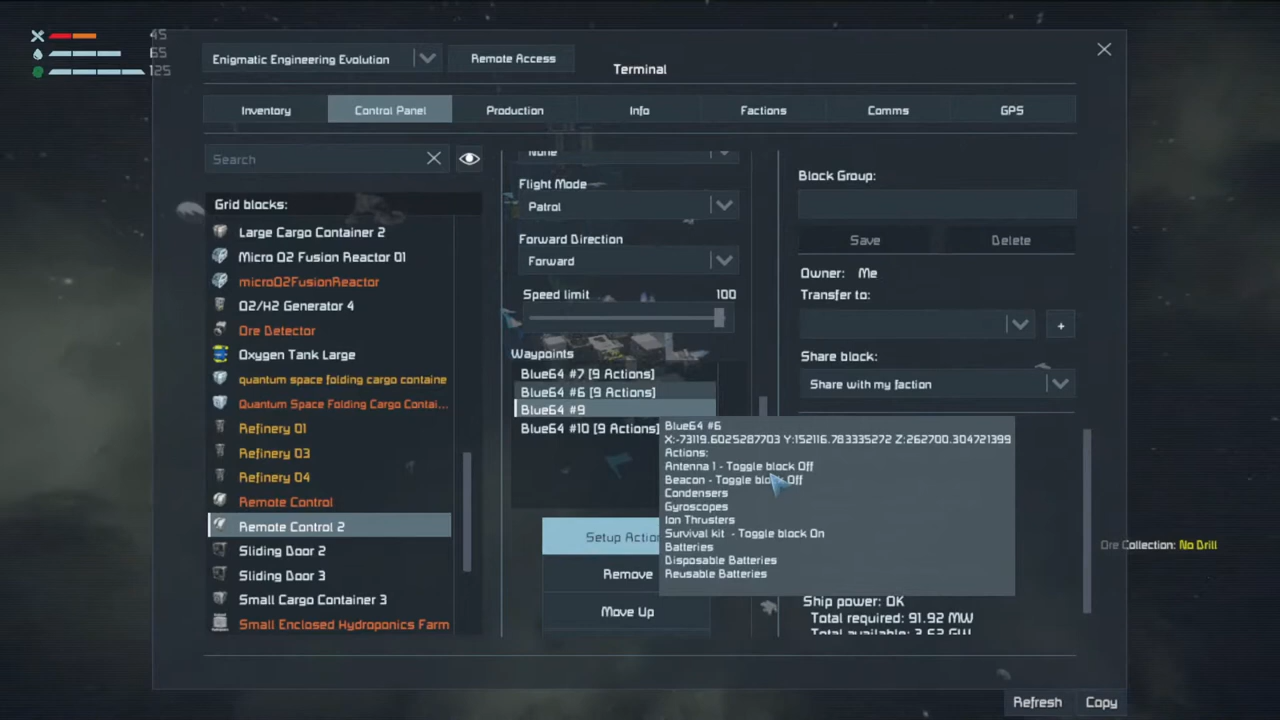 45
65
125
Enigmatic Engineering Evolution
Remote Access
Terminal
Inventory
Control Panel
Production
Info
Factions
Comms
GPS
Search
Grid blocks:
Large Cargo Container 2
Micro O2 Fusion Reactor 01
microO2FusionReactor
O2/H2 Generator 4
Ore Detector
Oxygen Tank Large
quantum space folding cargo containe
Quantum Space Folding Cargo Contai...
Refinery 01
Refinery 03
Refinery 04
Remote Control
Remote Control 2
Sliding Door 2
Sliding Door 3
Small Cargo Container 3
Small Enclosed Hydroponics Farm
None
Flight Mode
Patrol
Forward Direction
Forward
Speed limit
100
Waypoints
Blue64 #7 [9 Actions]
Blue64 #6 [9 Actions]
Blue64 #9
Blue64 #10 [9 Actions]
Setup Actio
Remove
Move Up
Blue64 #6
X:-73119.6025287703 Y:152116.783335272 Z:262700.304721399
Actions:
Antenna 1 - Toggle block Off
Beacon - Toggle block Off
Condensers
Gyroscopes
Ion Thrusters
Survival kit - Toggle block On
Batteries
Disposable Batteries
Reusable Batteries
Block Group:
Save
Delete
Owner: Me
Transfer to:
+
Share block:
Share with my faction
Ship power: OK
Total required: 91.92 MW
Total available: 3.62 GW
Ore Collection: No Drill
Refresh
Copy